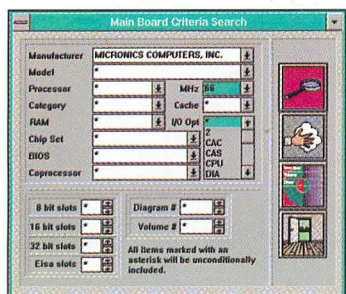 Main Board Criteria Search
Manufacturer MICRONICS COMPUTERS, INC.
Model *
Processor * MHz 66
Category * Cache *
RAM * I/O Opt *
2
CAC
CAS
CPU
DIA
Chip Set *
BIOS *
Coprocessor *
8 bit slots * Diagram # *
16 bit slots * Volume # *
32 bit slots *
Eisa slots *
All Items marked with an
asterisk will be unconditionally
included.